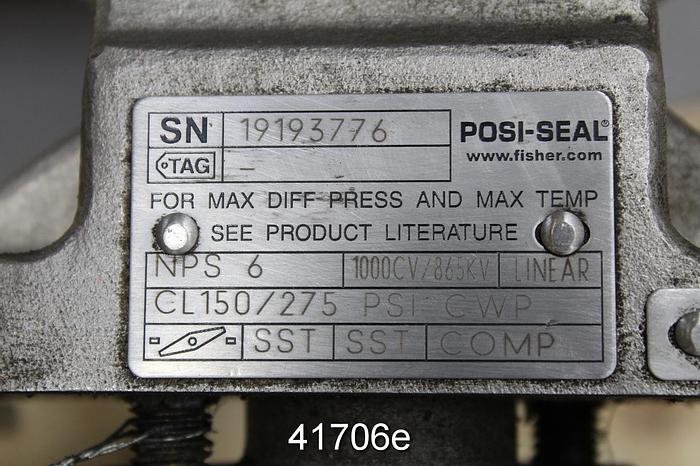 SN 19193776 POSI-SEAL®
www.fisher.com
TAG –
FOR MAX DIFF PRESS AND MAX TEMP
SEE PRODUCT LITERATURE
NPS 6 1000CV/865KV LINEAR
CL150/275 PSI CWP
SST SST COMP
41706e